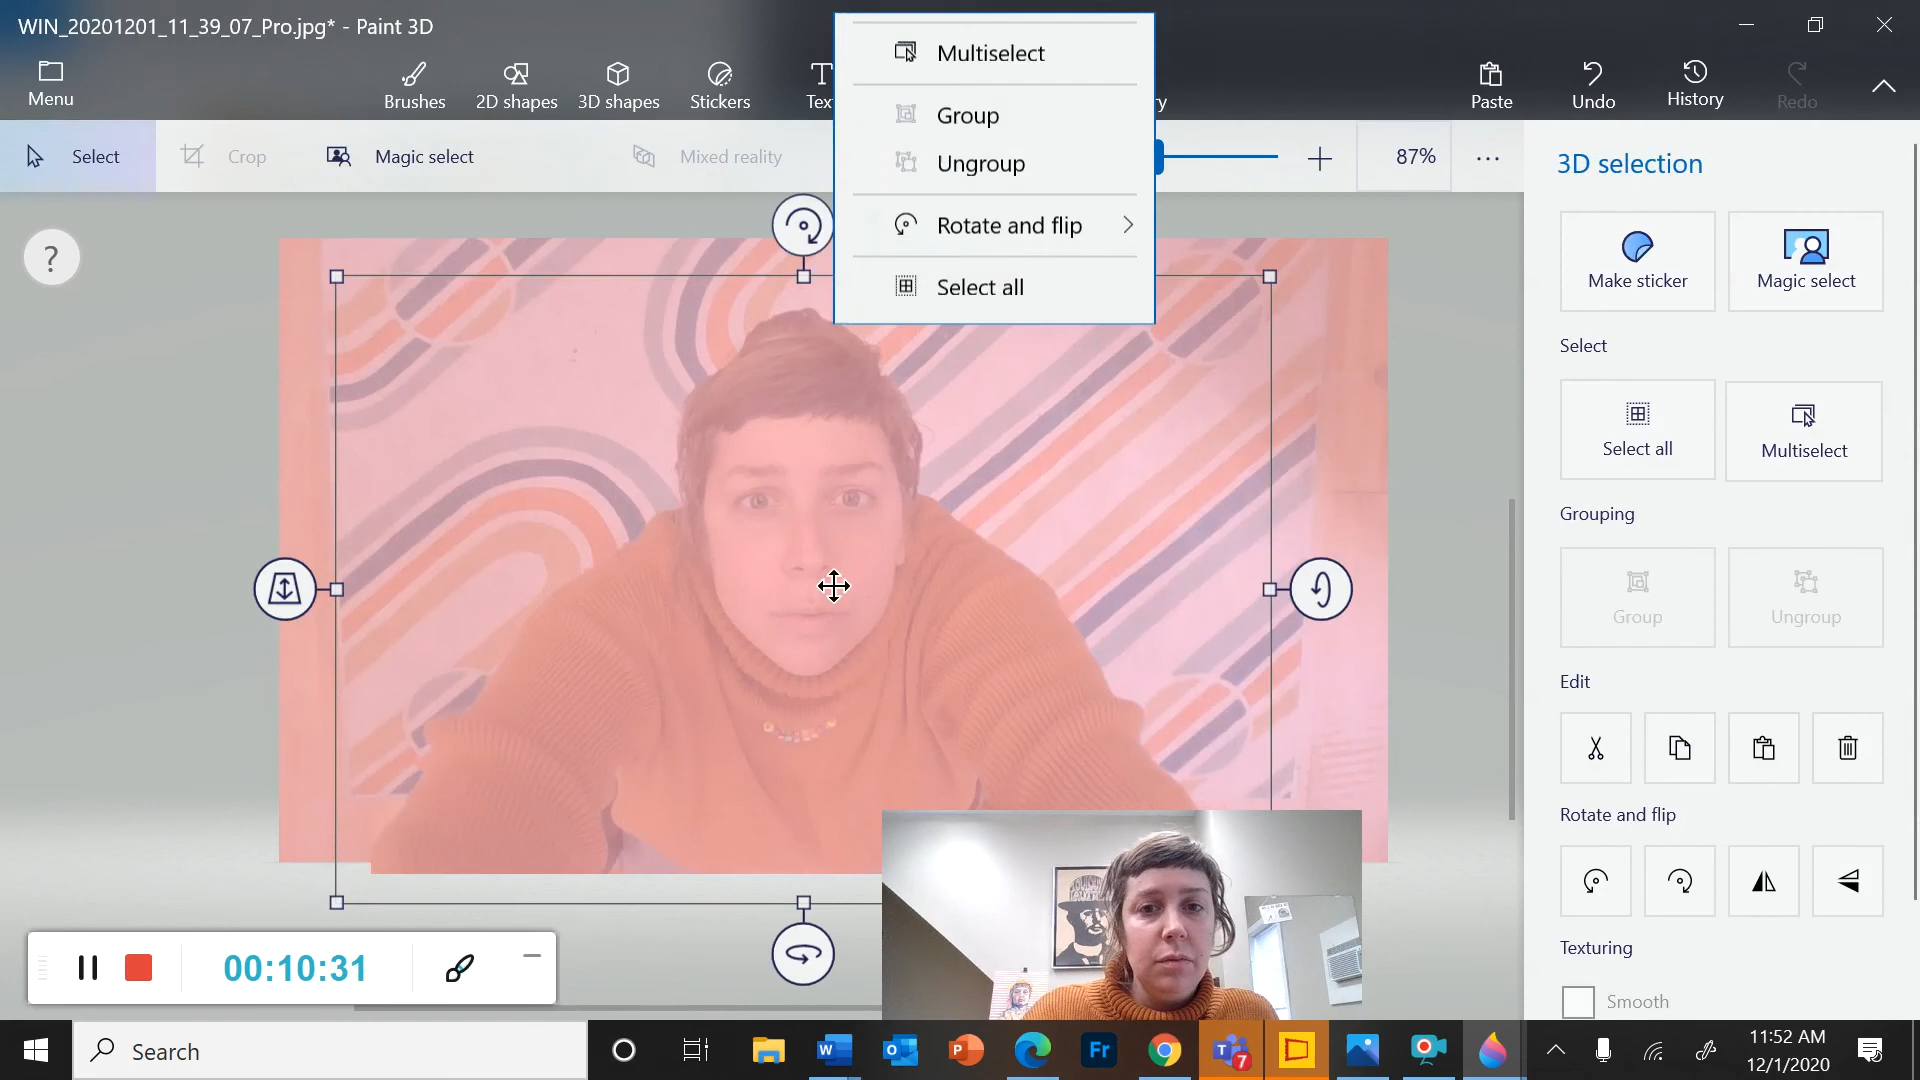 WIN_20201201_11_39_07_Pro.jpg* - Paint 3D
Menu
Brushes
2D shapes
3D shapes
Stickers
Tex
Paste
Undo
History
Redo
Multiselect
Group
Ungroup
Rotate and flip
Select all
Select
Crop
Magic select
Mixed reality
87%
?
3D selection
Make sticker
Magic select
Select
Select all
Multiselect
Grouping
Group
Ungroup
Edit
Rotate and flip
Texturing
Smooth
00:10:31
Search
W
P
Fr
T
7
11:52 AM
12/1/2020